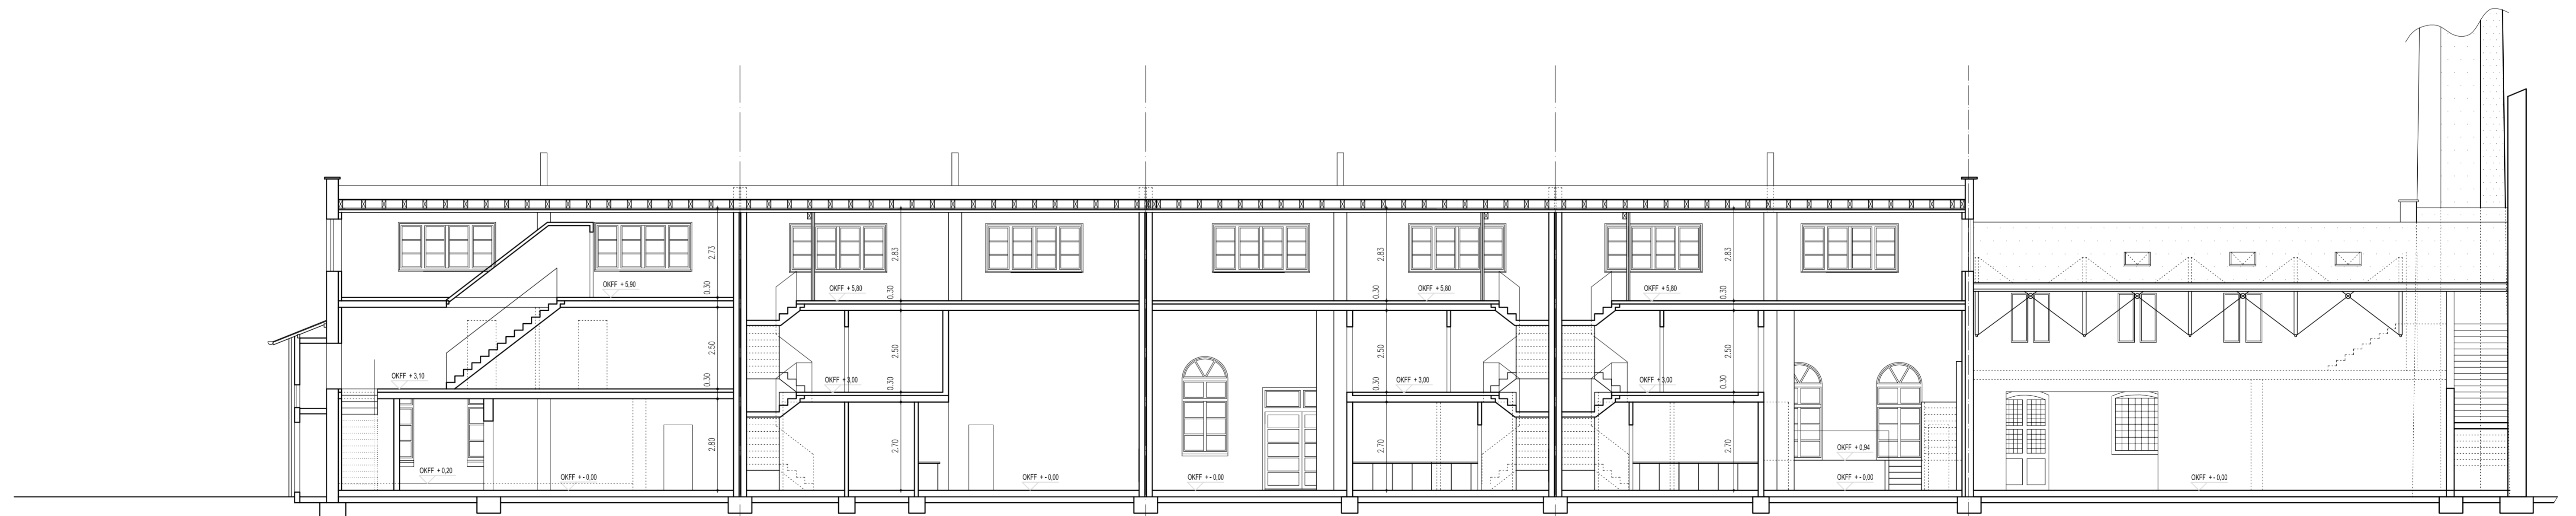 2.73
2.83
2.83
2.83
OKFF + 5,90
0.30
OKFF + 5,80
0.30
0.30
OKFF + 5,80
OKFF + 5,80
0.30
2.50
2.50
2.50
2.50
OKFF + 3,10
0.30
OKFF + 3,00
0.30
0.30
OKFF + 3,00
OKFF + 3,00
0.30
2.80
2.70
2.70
2.70
OKFF + 0,94
OKFF + 0,20
OKFF + - 0,00
OKFF + - 0,00
OKFF + - 0,00
OKFF + - 0,00
OKFF + - 0,00